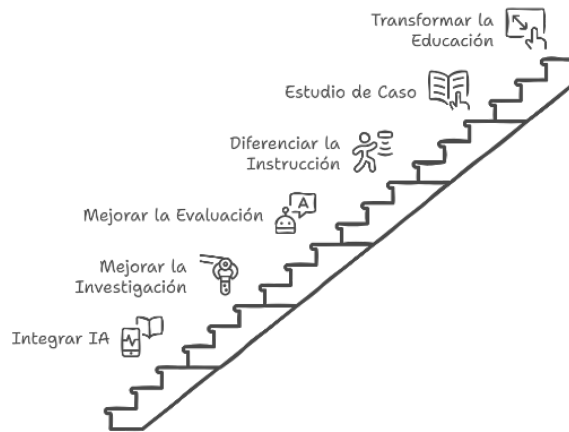 Transformar la
Educación
Estudio de Caso
Diferenciar la
Instrucción
A
Mejorar la Evaluación
Mejorar la
Investigación
Integrar IA